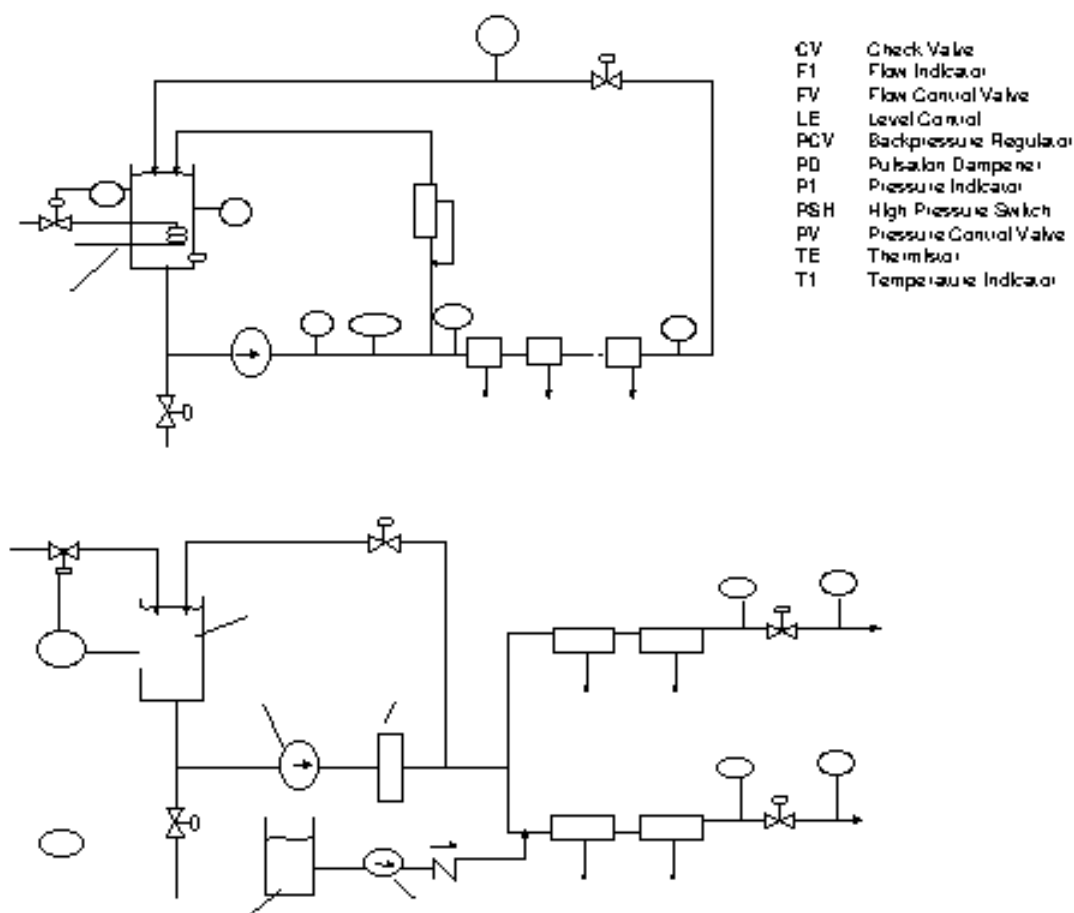 CV Check Valve
F1 Flow Indicator
FV Flow Control Valve
LE Level Control
PCV Backpressure Regulator
PD Pulsation Dampener
P1 Pressure Indicator
PSH High Pressure Switch
PV Pressure Control Valve
TE Thermistor
T1 Temperature Indicator